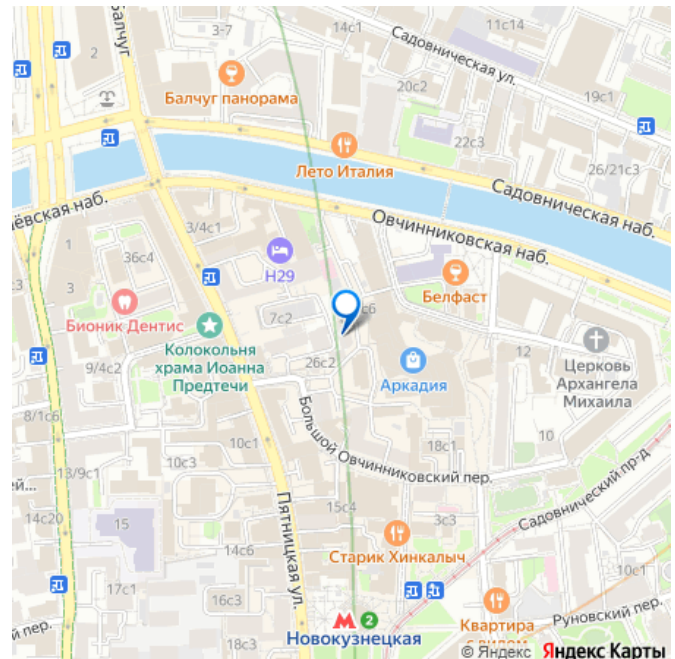 Балчуг
3-7
14с1
11с14
2
Садовническая ул.
Балчуг панорама
20с2
19с1
Лето Италия
22с3
26/21с3
Садовническая наб.
ёвская наб.
3/4с1
Овчинниковская наб.
1
36с4
3
Н29
Белфаст
Бионик Дентис
7с2
с6
Колокольня
храма Иоанна
Предтечи
9/4с2
26с2
Аркадия
12
Церковь
Архангела
Михаила
8/1с6
Большой Овчинниковский пер.
10с1
18с1
10
10с3
13/9с1
ей...
14с20
15
Пятницкая ул.
15с4
3с3
Садовнический пр-д
14с6
Старик Хинкалыч
17с1
16с3
10с1
2
Новокузнецкая
Квартира
с видом
Руновский пер.
й пер.
18с3
© Яндекс Яндекс Карты